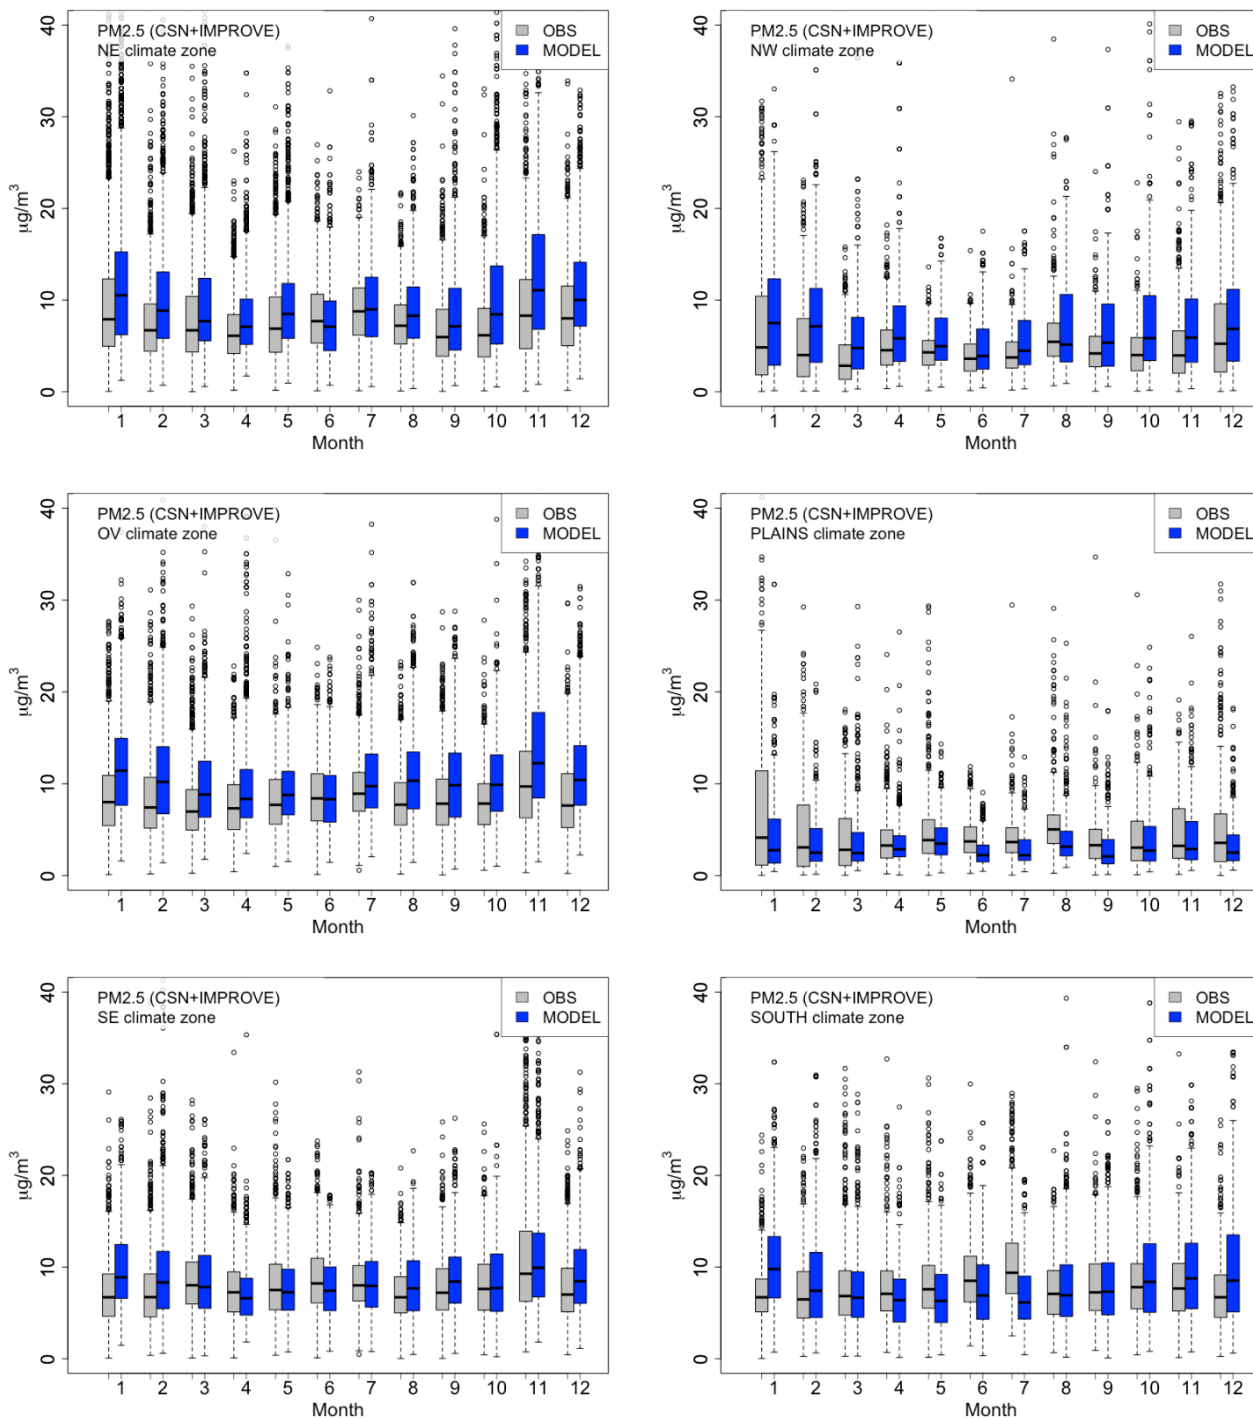 PM2.5 (CSN+IMPROVE)
NE climate zone
OBS
MODEL
μg/m³
0 10 20 30 40
1 2 3 4 5 6 7 8 9 10 11 12
Month
PM2.5 (CSN+IMPROVE)
NW climate zone
OBS
MODEL
μg/m³
0 10 20 30 40
1 2 3 4 5 6 7 8 9 10 11 12
Month
PM2.5 (CSN+IMPROVE)
OV climate zone
OBS
MODEL
μg/m³
0 10 20 30 40
1 2 3 4 5 6 7 8 9 10 11 12
Month
PM2.5 (CSN+IMPROVE)
PLAINS climate zone
OBS
MODEL
μg/m³
0 10 20 30 40
1 2 3 4 5 6 7 8 9 10 11 12
Month
PM2.5 (CSN+IMPROVE)
SE climate zone
OBS
MODEL
μg/m³
0 10 20 30 40
1 2 3 4 5 6 7 8 9 10 11 12
Month
PM2.5 (CSN+IMPROVE)
SOUTH climate zone
OBS
MODEL
μg/m³
0 10 20 30 40
1 2 3 4 5 6 7 8 9 10 11 12
Month